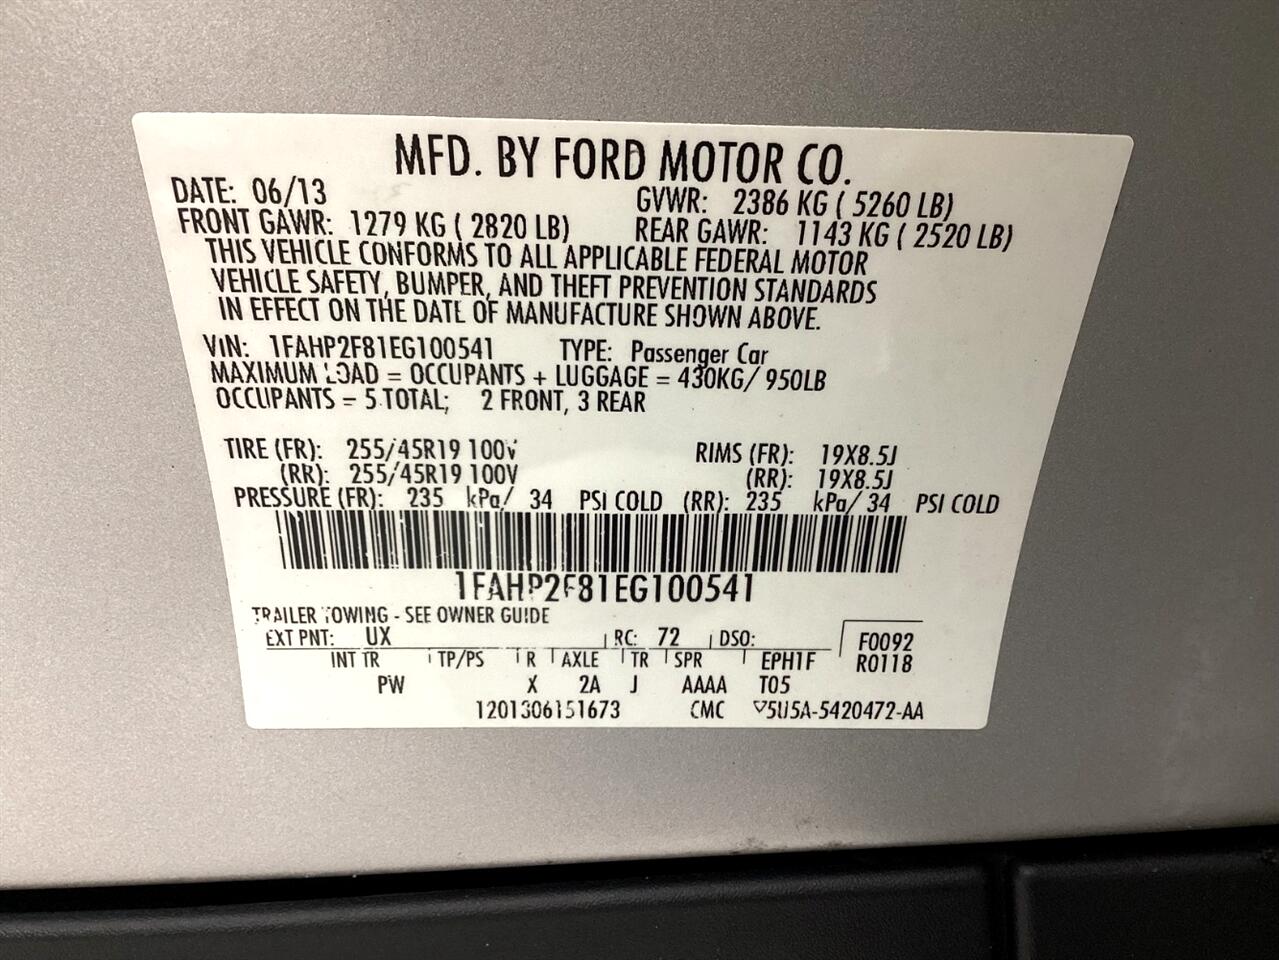 MFD. BY FORD MOTOR CO.
DATE: 06/13 GVWR: 2386 KG ( 5260 LB)
FRONT GAWR: 1279 KG ( 2820 LB) REAR GAWR: 1143 KG ( 2520 LB)
THIS VEHICLE CONFORMS TO ALL APPLICABLE FEDERAL MOTOR
VEHICLE SAFETY, BUMPER, AND THEFT PREVENTION STANDARDS
IN EFFECT ON THE DATE OF MANUFACTURE SHOWN ABOVE.
VIN: 1FAHP2F81EG100541 TYPE: Passenger Car
MAXIMUM LOAD = OCCUPANTS + LUGGAGE = 430KG/ 950LB
OCCUPANTS = 5 TOTAL; 2 FRONT, 3 REAR
TIRE (FR): 255/45R19 100V RIMS (FR): 19X8.5J
(RR): 255/45R19 100V (RR): 19X8.5J
PRESSURE (FR): 235 kPa/ 34 PSI COLD (RR): 235 kPa/ 34 PSI COLD
1FAHP2F81EG100541
TRAILER TOWING - SEE OWNER GUIDE
EXT PNT: UX RC: 72 DSO: F0092
INT TR TP/PS R AXLE TR SPR EPH1F R0118
PW X 2A J AAAA T05
1201306151673 CMC 5U5A-5420472-AA